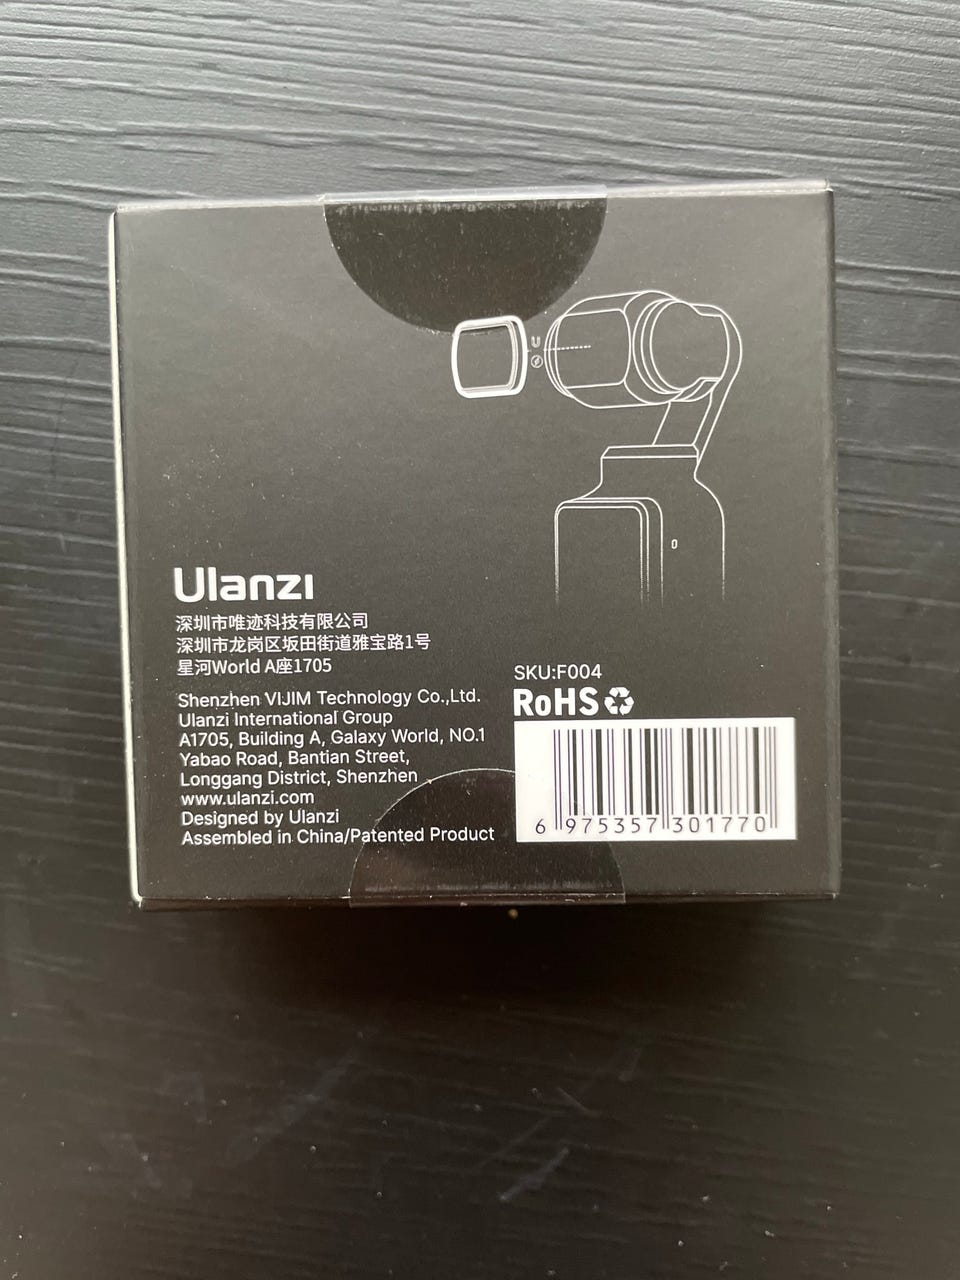 Ulanzi
深圳市唯迹科技有限公司
深圳市龙岗区坂田街道雅宝路1号
星河World A座1705
Shenzhen VIJIM Technology Co.,Ltd.
Ulanzi International Group
A1705, Building A, Galaxy World, NO.1
Yabao Road, Bantian Street,
Longgang District, Shenzhen
www.ulanzi.com
Designed by Ulanzi
Assembled in China/Patented Product
SKU:F004
RoHS
6 975357 301770